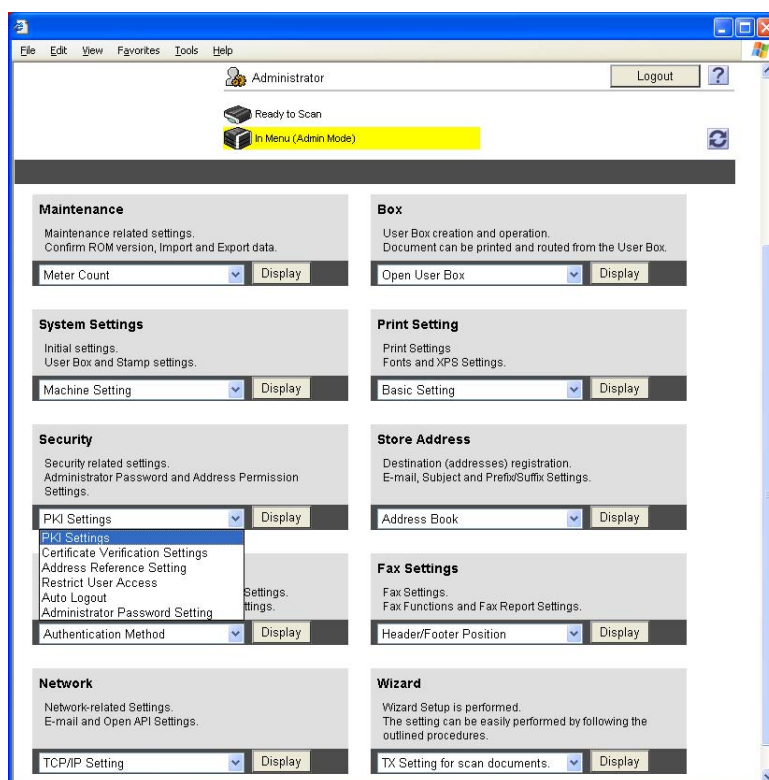 File Edit View Favorites Tools Help
Administrator
Logout
?
Ready to Scan
In Menu (Admin Mode)
Maintenance
Maintenance related settings.
Confirm ROM version, Import and Export data.
Meter Count
Display
Box
User Box creation and operation.
Document can be printed and routed from the User Box.
Open User Box
Display
System Settings
Initial settings.
User Box and Stamp settings.
Machine Setting
Display
Print Setting
Print Settings
Fonts and XPS Settings.
Basic Setting
Display
Security
Security related settings.
Administrator Password and Address Permission
Settings.
PKI Settings
Display
PKI Settings
Certificate Verification Settings
Address Reference Setting
Restrict User Access
Auto Logout
Administrator Password Setting
Store Address
Destination (addresses) registration.
E-mail, Subject and Prefix/Suffix Settings.
Address Book
Display
Settings.
ttings.
Authentication Method
Display
Fax Settings
Fax Settings.
Fax Functions and Fax Report Settings.
Header/Footer Position
Display
Network
Network-related Settings.
E-mail and Open API Settings.
TCP/IP Setting
Display
Wizard
Wizard Setup is performed.
The setting can be easily performed by following the
outlined procedures.
TX Setting for scan documents.
Display